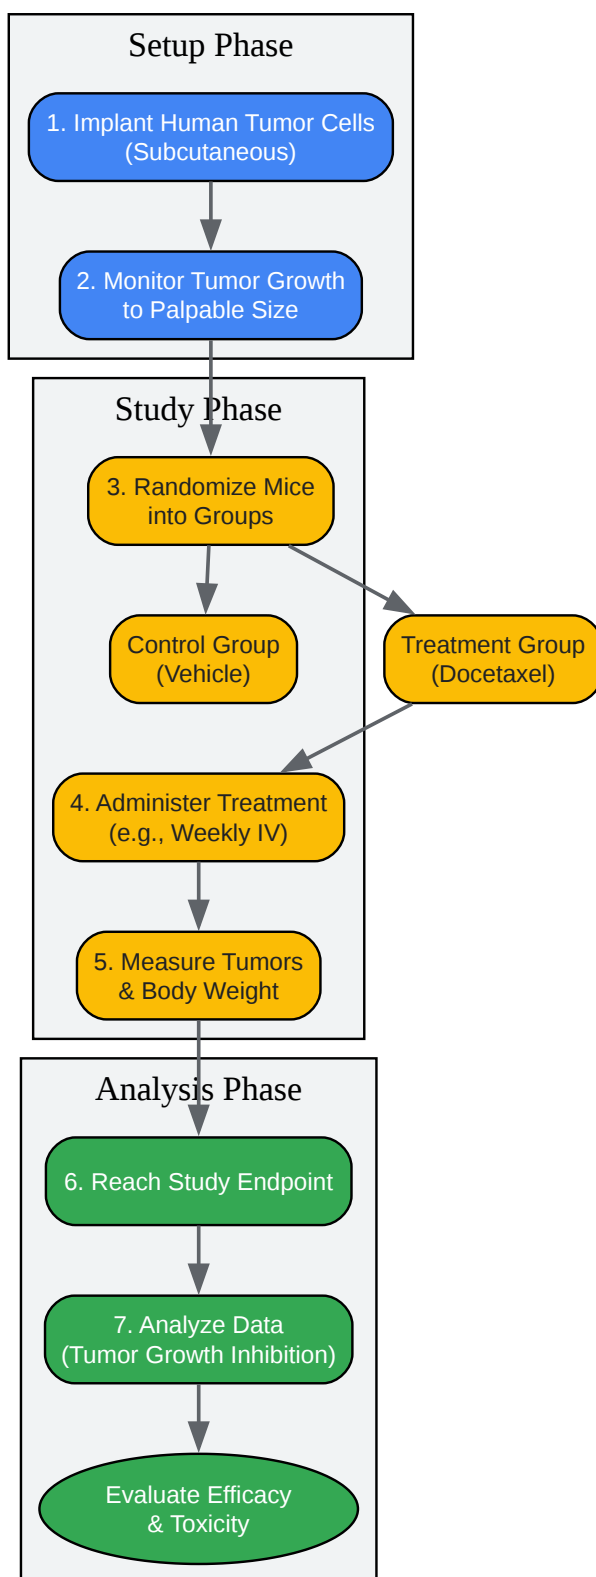 Setup Phase
1. Implant Human Tumor Cells
(Subcutaneous)
2. Monitor Tumor Growth
to Palpable Size
Study Phase
3. Randomize Mice
into Groups
Control Group
(Vehicle)
Treatment Group
(Docetaxel)
4. Administer Treatment
(e.g., Weekly IV)
5. Measure Tumors
& Body Weight
Analysis Phase
6. Reach Study Endpoint
7. Analyze Data
(Tumor Growth Inhibition)
Evaluate Efficacy
& Toxicity